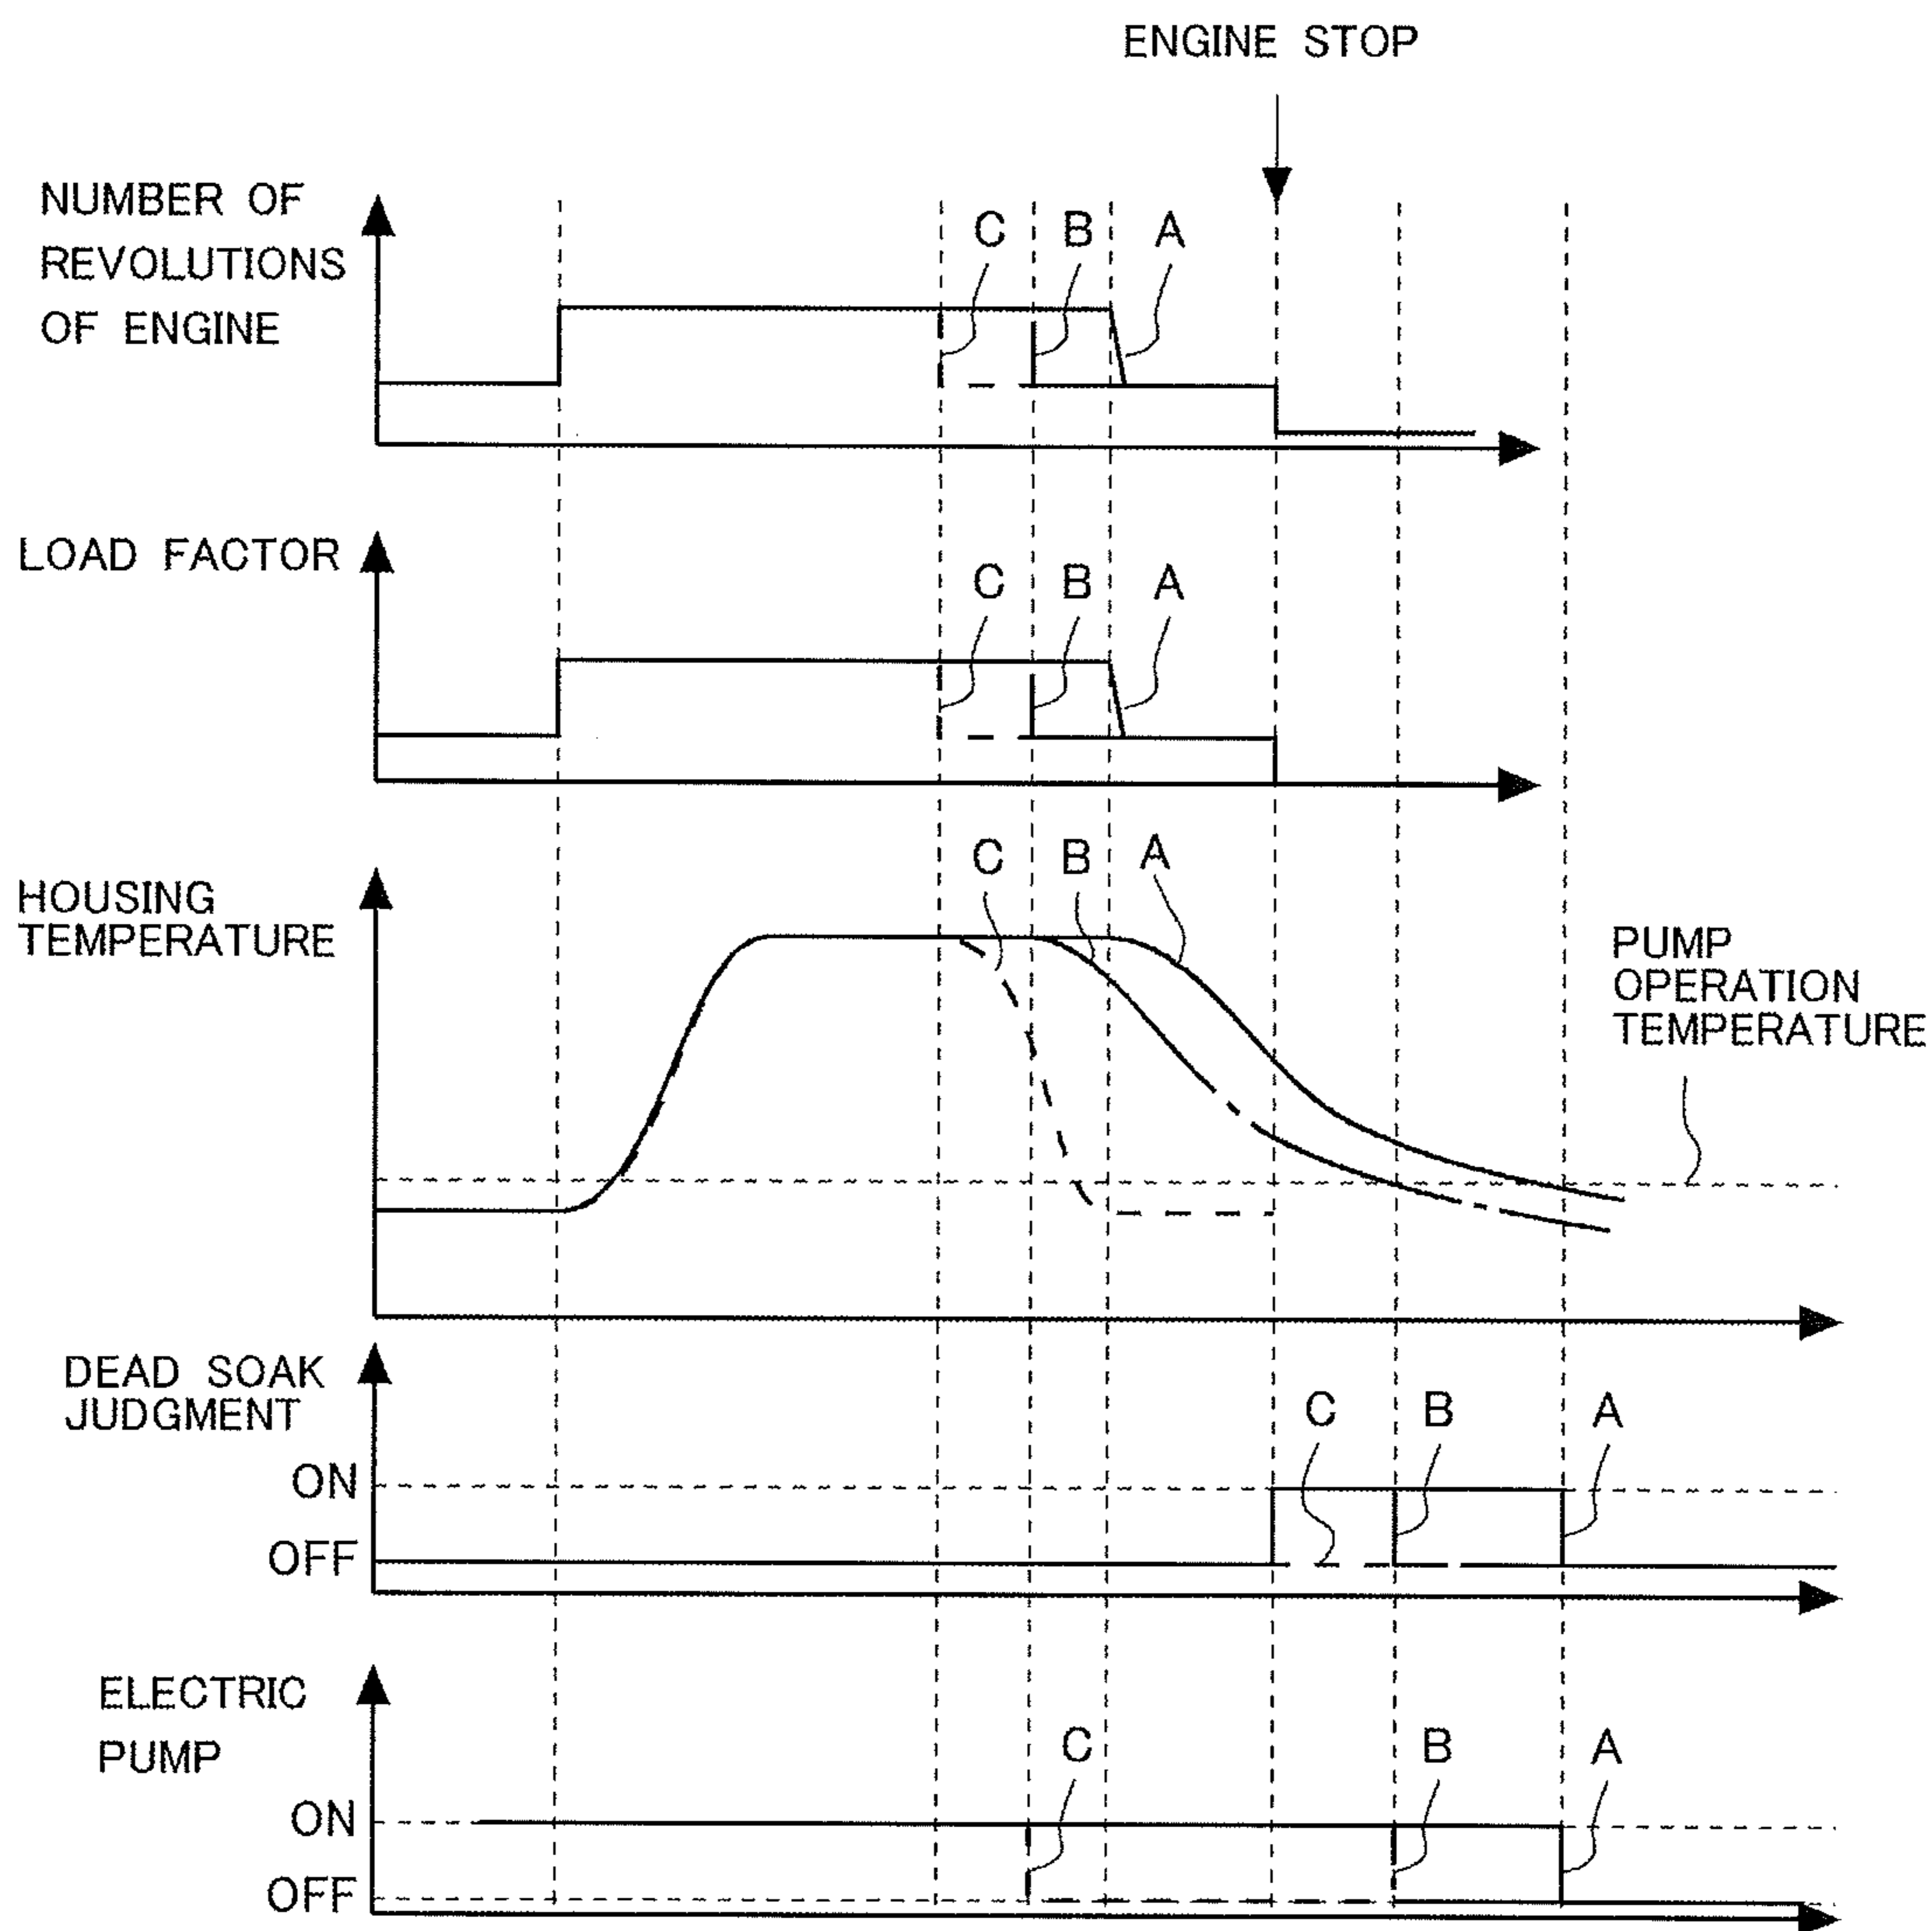 ENGINE STOP
NUMBER OF
REVOLUTIONS
OF ENGINE
C B A
LOAD FACTOR
C B A
HOUSING
TEMPERATURE
C B A
PUMP
OPERATION
TEMPERATURE
DEAD SOAK
JUDGMENT
ON
OFF
C B A
ELECTRIC
PUMP
ON
OFF
C B A